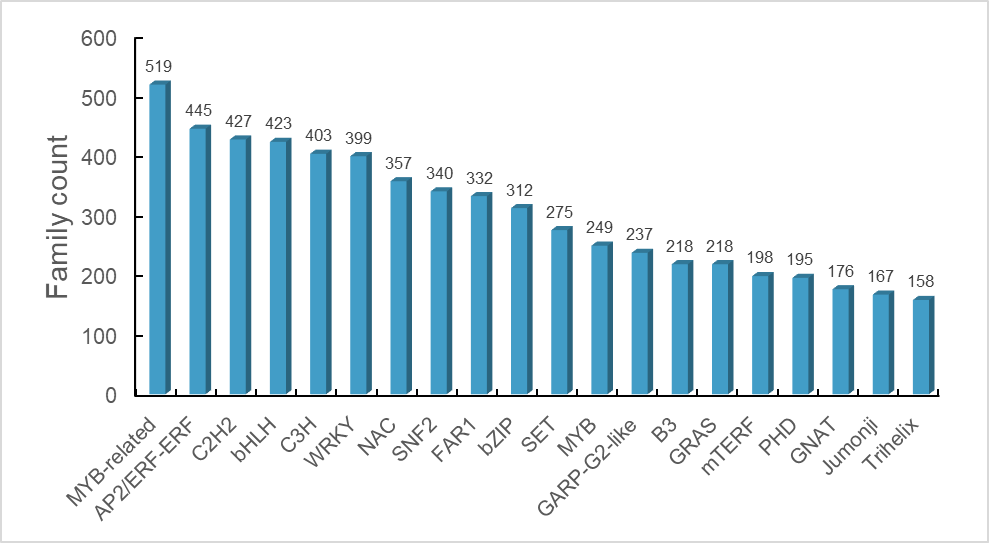 Family count
600
500
400
300
200
100
0
519
445
427
423
403
399
357
340
332
312
275
249
237
218
218
198
195
176
167
158
MYB-related
AP2/ERF-ERF
C2H2
bHLH
C3H
WRKY
NAC
SNF2
FAR1
bZIP
SET
MYB
GARP-G2-like
B3
GRAS
mTERF
PHD
GNAT
Jumonji
Trihelix